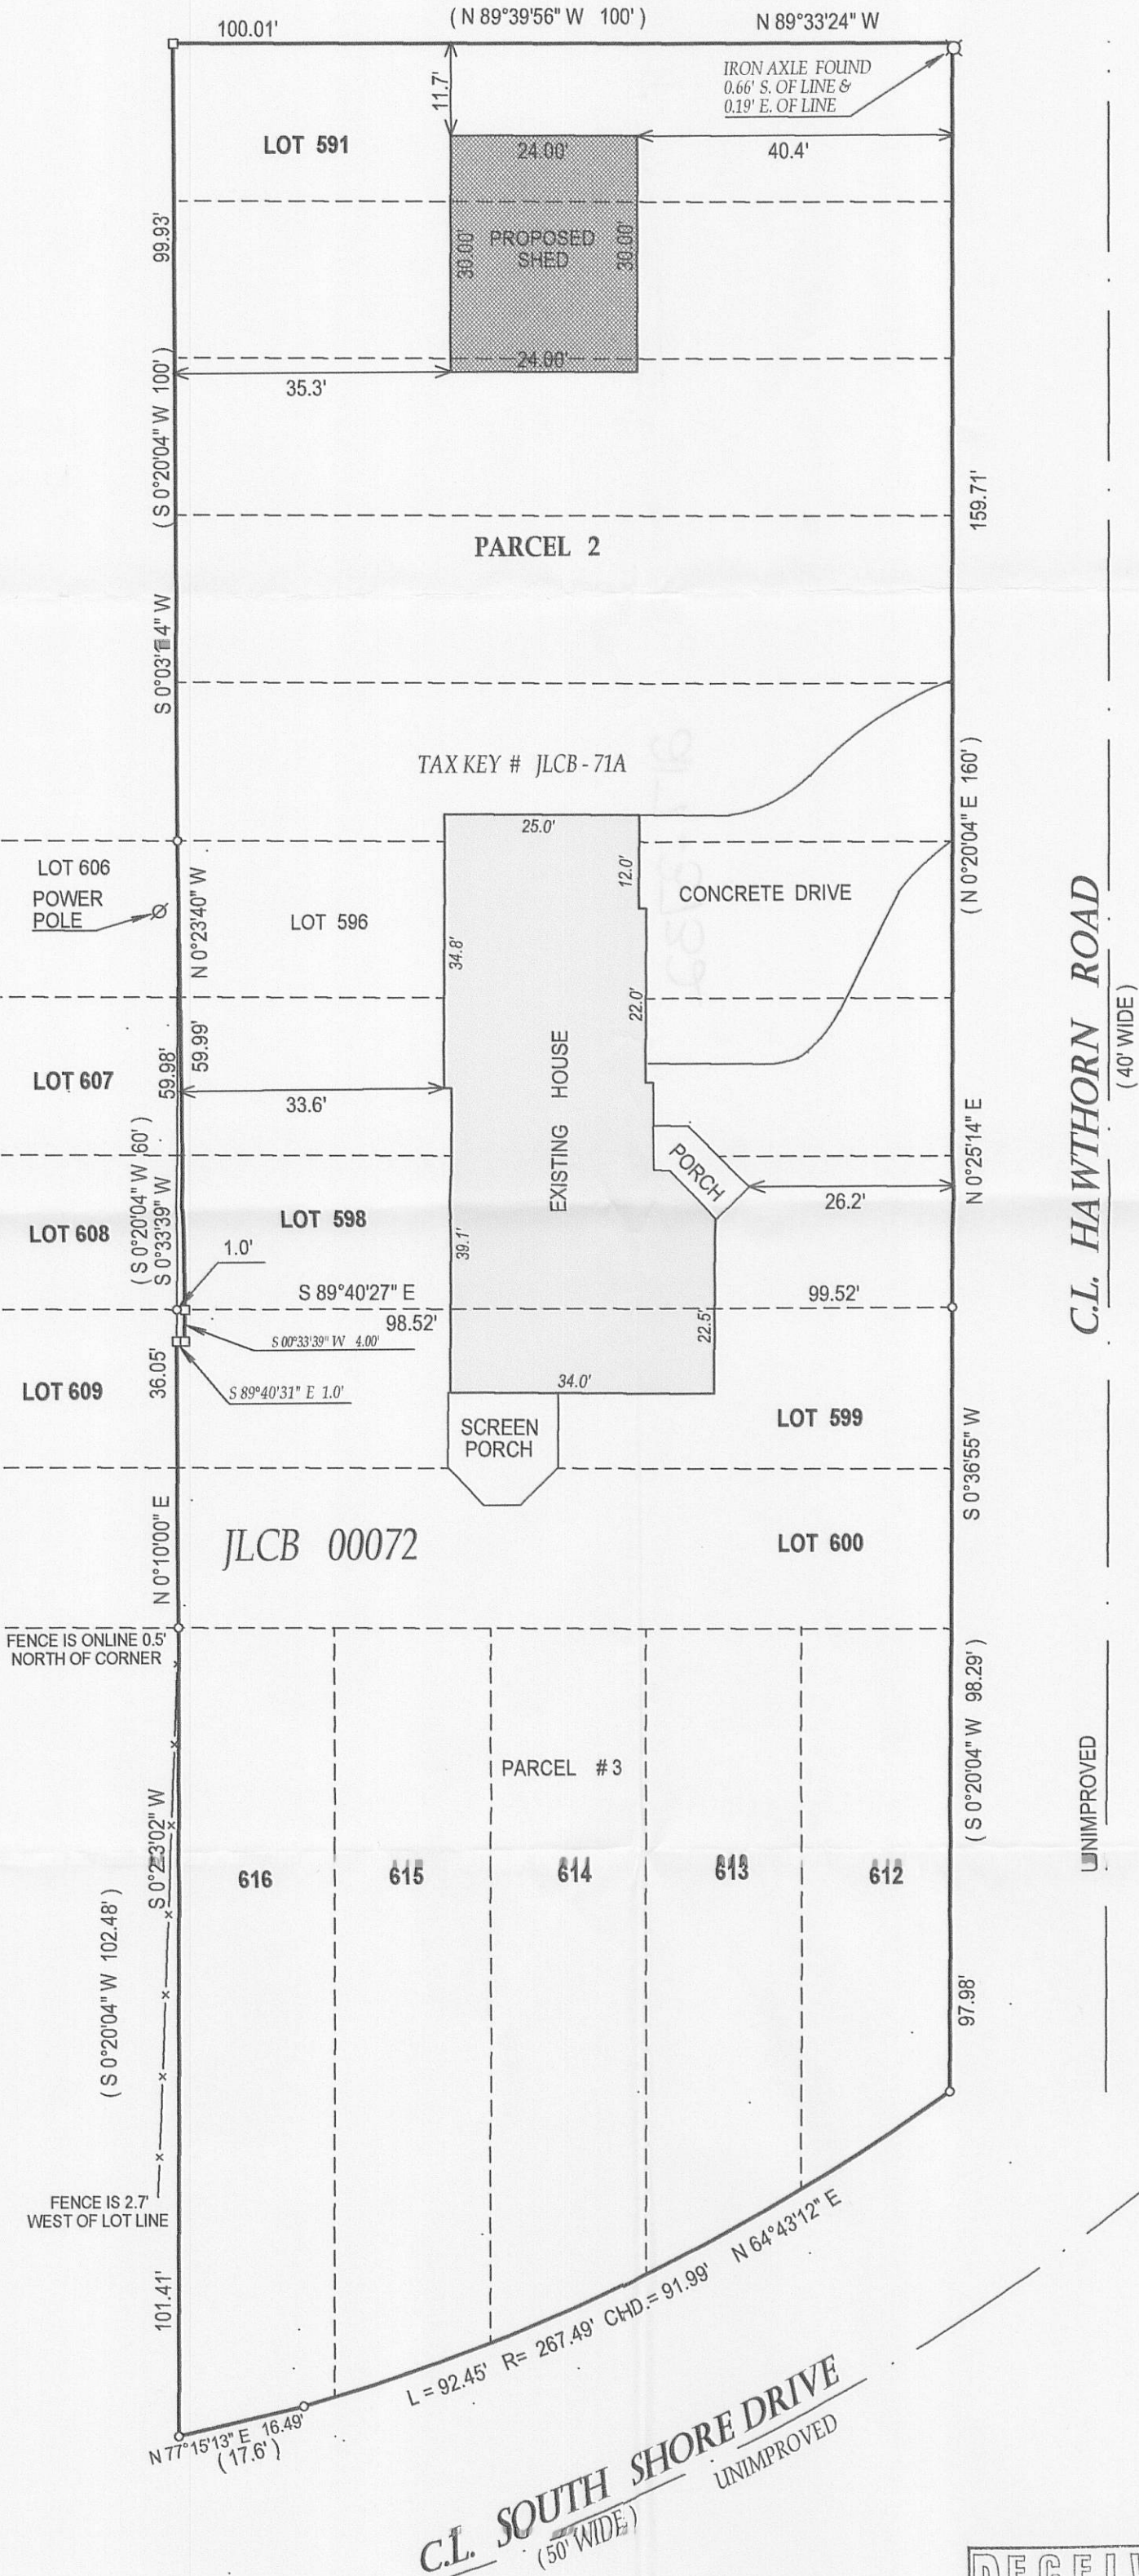 100.01'
( N 89°39'56" W 100' )
N 89°33'24" W
IRON AXLE FOUND
0.66' S. OF LINE &
0.19' E. OF LINE
11.7'
LOT 591
24.00'
40.4'
99.93'
30.00'
PROPOSED
SHED
30.00'
24.00'
35.3'
( S 0°20'04" W 100' )
159.71'
PARCEL 2
S 0°03'14" W
TAX KEY # JLCB - 71A
25.0'
( N 0°20'04" E 160' )
12.0'
CONCRETE DRIVE
LOT 606
POWER
POLE
N 0°23'40" W
LOT 596
34.8'
C.L. HAWTHORN ROAD
( 40' WIDE )
22.0'
EXISTING HOUSE
LOT 607
59.98'
59.99'
33.6'
N 0°25'14" E
PORCH
26.2'
( S 0°20'04" W 60' )
S 0°33'39" W
LOT 608
LOT 598
1.0'
39.1'
S 89°40'27" E
99.52'
98.52'
S 00°33'39" W 4.00'
22.5'
36.05'
LOT 609
S 89°40'31" E 1.0'
34.0'
SCREEN
PORCH
LOT 599
S 0°36'55" W
N 0°10'00" E
JLCB 00072
LOT 600
FENCE IS ONLINE 0.5'
NORTH OF CORNER
( S 0°20'04" W 98.29' )
PARCEL # 3
UNIMPROVED
616
615
614
613
612
( S 0°20'04" W 102.48' )
97.98'
FENCE IS 2.7'
WEST OF LOT LINE
101.41'
N 64°43'12" E
L = 92.45' R= 267.49' CHD.= 91.99'
N 77°15'13" E 16.49'
( 17.6' )
C.L. SOUTH SHORE DRIVE
UNIMPROVED
( 50' WIDE )